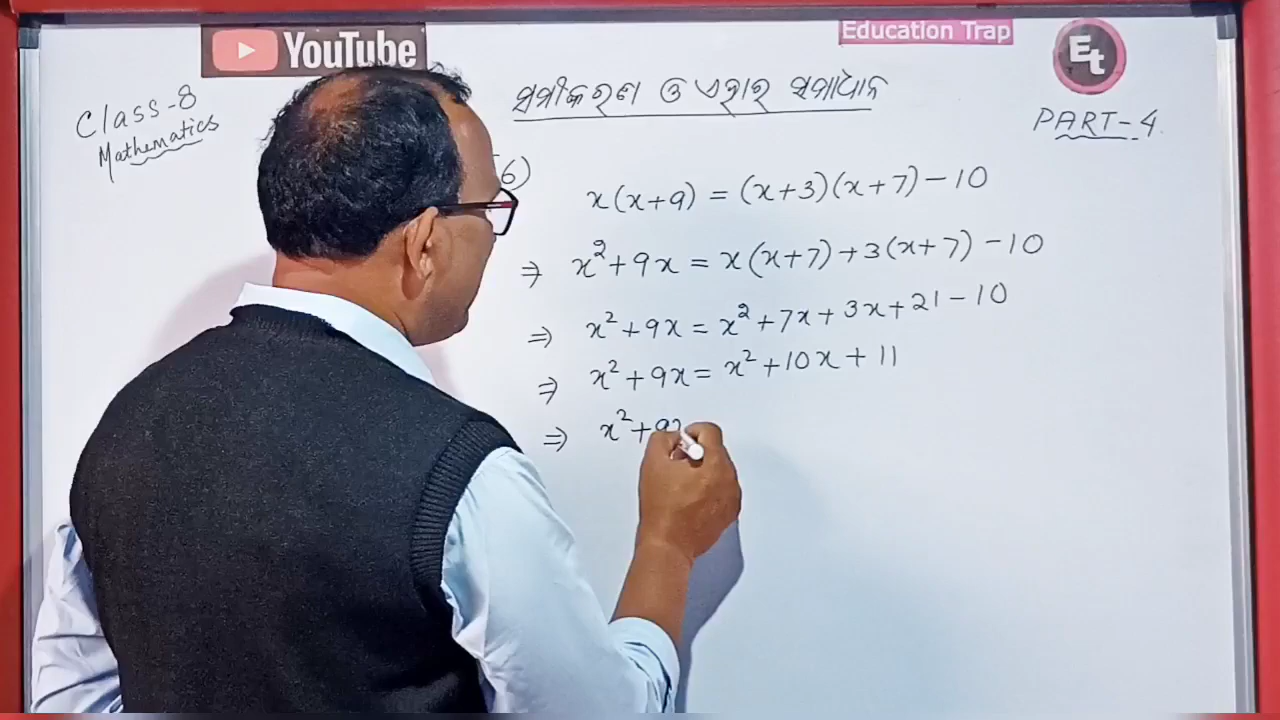 YouTube
Education Trap
Et
Class-8
Mathematics
ସମୀକରଣ ଓ ଏହାର ସମାଧାନ
PART-4
6)
x(x+9) = (x+3)(x+7) - 10
⇒ x²+9x = x(x+7)+3(x+7) - 10
⇒ x²+9x = x²+7x+3x+21-10
⇒ x²+9x = x²+10x+11
⇒ x²+9x